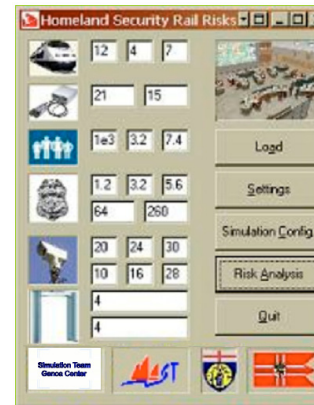 Homeland Security Rail Risks
12 4 7
21 15
1e3 3.2 7.4
Load
1.2 3.2 5.6
Settings
64 260
Simulation Config.
20 24 30
10 16 28
Risk Analysis
4
4
Quit
Simulation Team
Genoa Center
ST